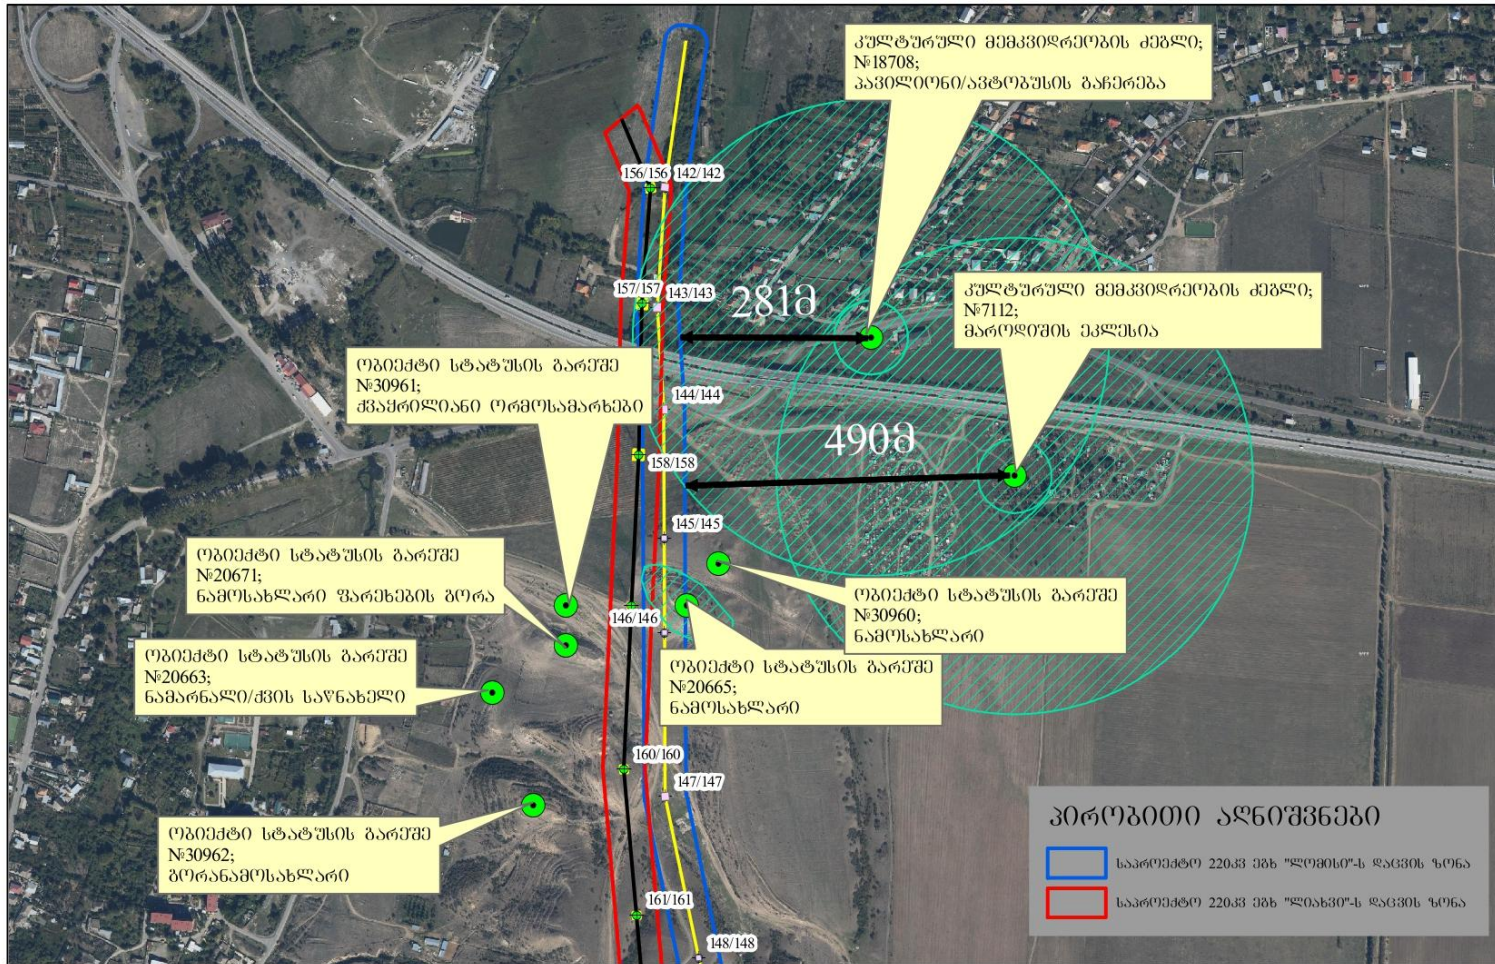 კულტურული მემკვიდრეობის ძეგლი;
№18708;
პავილიონი/ავტობუსის გაჩერება
156/156
142/142
კულტურული მემკვიდრეობის ძეგლი;
№7112;
მაროდიშის ეკლესია
157/157
143/143
281მ
ობიექტი სტატუსის გარეშე
№30961;
ქვაყრილიანი ორმოსამარხები
144/144
490მ
158/158
145/145
ობიექტი სტატუსის გარეშე
№20671;
ნამოსახლარი ფარეხების გორა
ობიექტი სტატუსის გარეშე
№30960;
ნამოსახლარი
146/146
ობიექტი სტატუსის გარეშე
№20663;
ნამარნალი/ქვის საწნახელი
ობიექტი სტატუსის გარეშე
№20665;
ნამოსახლარი
160/160
147/147
ობიექტი სტატუსის გარეშე
№30962;
გორანამოსახლარი
161/161
148/148
პირობითი აღნიშვნები
საპროექტო 220კვ ეგხ "ლომისი"-ს დაცვის ზონა
საპროექტო 220კვ ეგხ "ლიახვი"-ს დაცვის ზონა